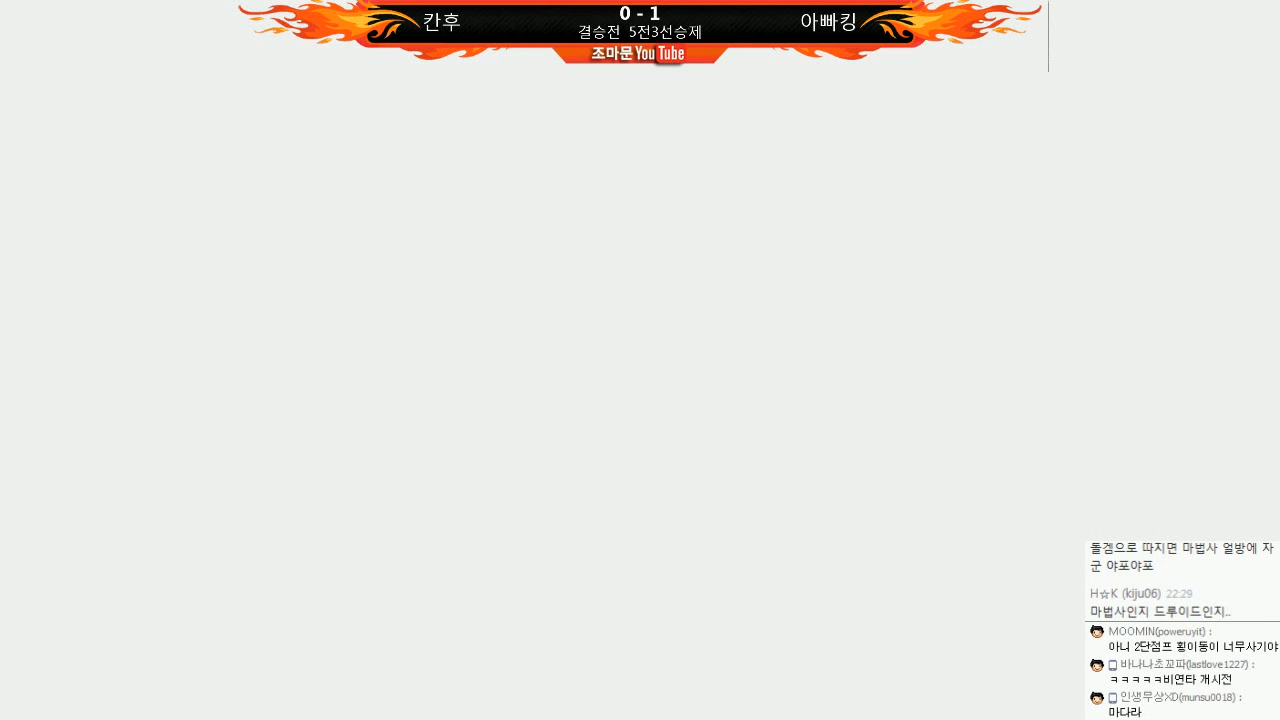 칸후
0 - 1
아빠킹
결승전 5전3선승제
조마문 YouTube
돌겜으로 따지면 마법사 얼방에 자
군 야포야포
H☆K (kiju06) 22:29
마법사인지 드루이드인지..
MOOMIN(poweruyit) :
아니 2단점프 횡이동이 너무사기야
바나나초꼬파(lastlove1227) :
ㅋㅋㅋㅋㅋ비연타 개시전
인생무상XD(munsu0018) :
마다라